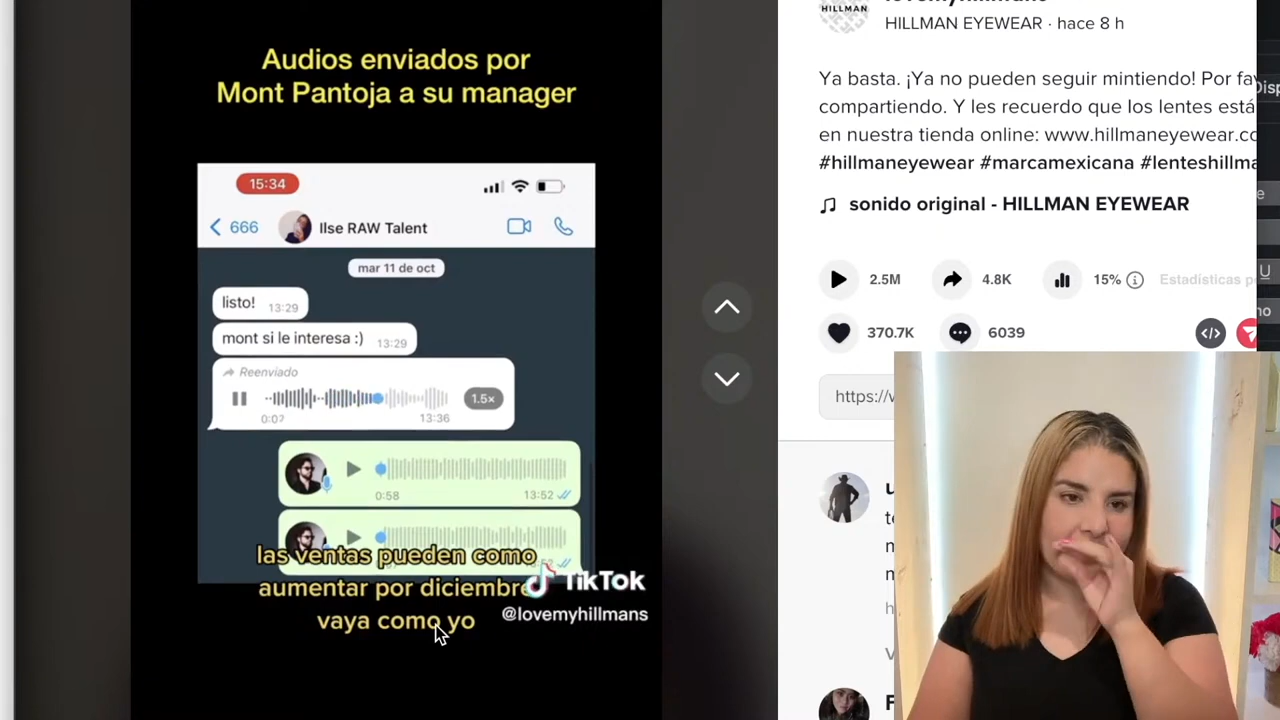 Audios enviados por
Mont Pantoja a su manager
15:34
666
Ilse RAW Talent
mar 11 de oct
listo! 13:29
mont si le interesa :) 13:29
Reenviado
1.5×
0:02 13:36
0:58 13:52
las ventas pueden como
aumentar por diciembre
vaya como yo
TikTok
@lovemyhillmans
HILLMAN
lovemyhillmans
HILLMAN EYEWEAR · hace 8 h
Ya basta. ¡Ya no pueden seguir mintiendo! Por fav
compartiendo. Y les recuerdo que los lentes está
en nuestra tienda online: www.hillmaneyewear.co
#hillmaneyewear #marcamexicana #lenteshillma
sonido original - HILLMAN EYEWEAR
2.5M 4.8K 15% Estadísticas p
370.7K 6039
https://w